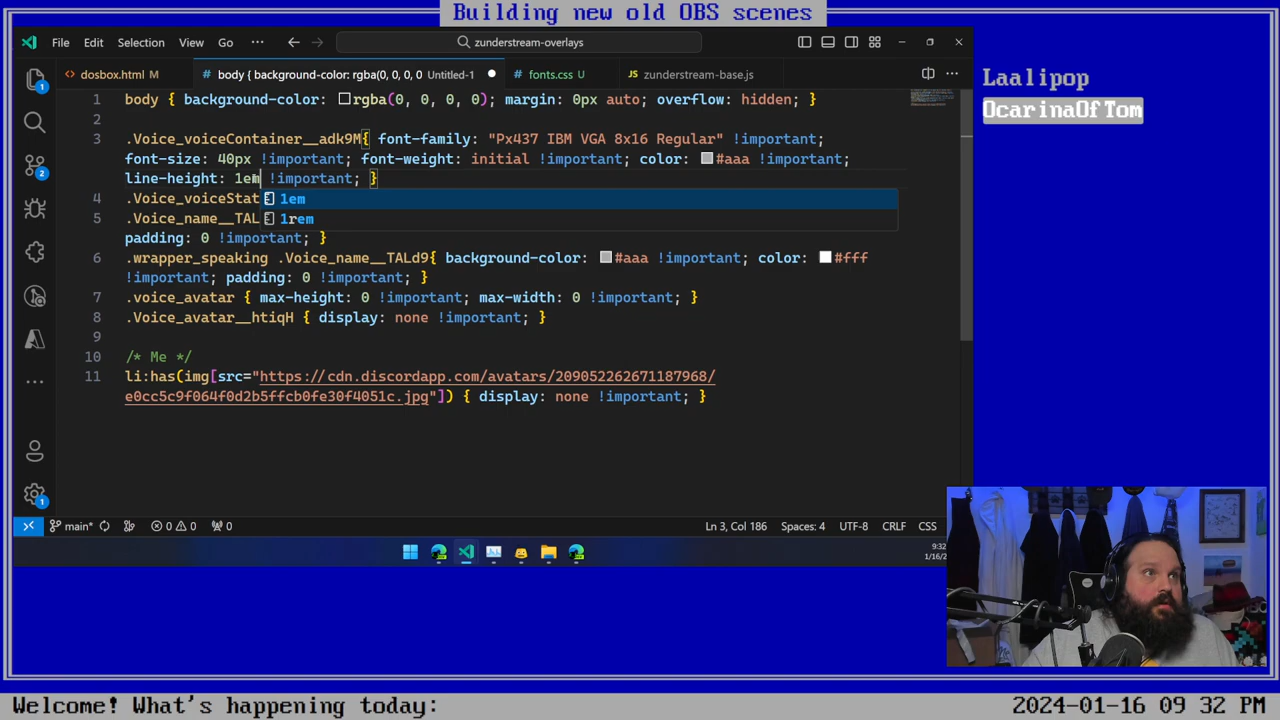 Building new old OBS scenes
File Edit Selection View Go ··· zunderstream-overlays
dosbox.html M # body { background-color: rgba(0, 0, 0, 0 Untitled-1 # fonts.css U JS zunderstream-base.js
1 body { background-color: rgba(0, 0, 0, 0); margin: 0px auto; overflow: hidden; }
2
3 .Voice_voiceContainer__adk9M{ font-family: "Px437 IBM VGA 8x16 Regular" !important;
font-size: 40px !important; font-weight: initial !important; color: #aaa !important;
line-height: 1em !important; }
4 .Voice_voiceStat 1em
5 .Voice_name__TAL 1rem
padding: 0 !important; }
6 .wrapper_speaking .Voice_name__TALd9{ background-color: #aaa !important; color: #fff
!important; padding: 0 !important; }
7 .voice_avatar { max-height: 0 !important; max-width: 0 !important; }
8 .Voice_avatar__htiqH { display: none !important; }
9
10 /* Me */
11 li:has(img[src="https://cdn.discordapp.com/avatars/209052262671187968/
e0cc5c9f064f0d2b5ffcb0fe30f4051c.jpg"]) { display: none !important; }
main* 0 0 0 Ln 3, Col 186 Spaces: 4 UTF-8 CRLF CSS
9:32
1/16/2
Laalipop
OcarinaOfTom
Welcome! What's happening today: 2024-01-16 09 32 PM